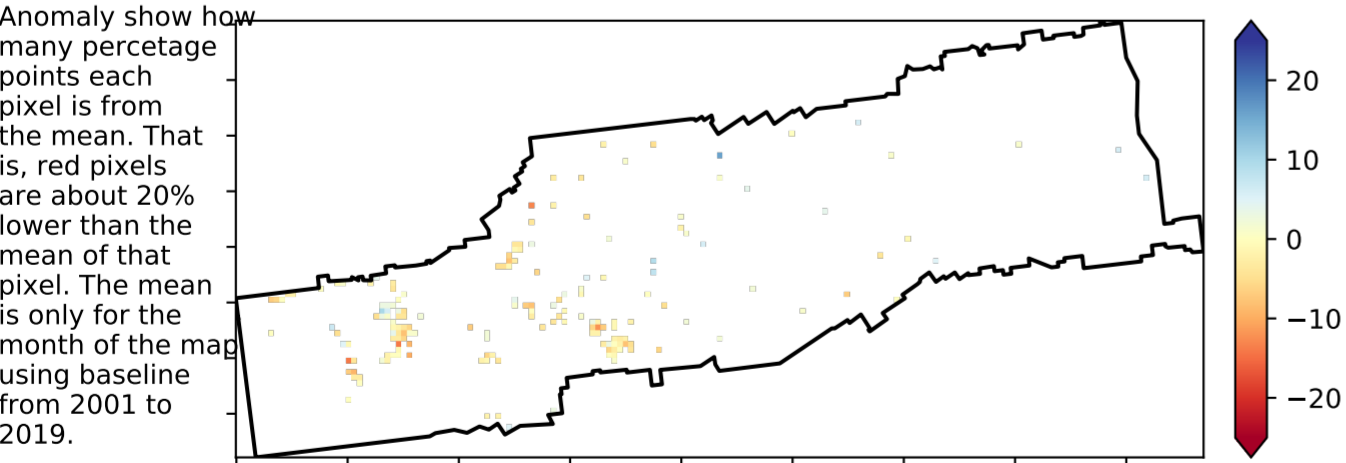 Anomaly show how
many percetage
points each
pixel is from
the mean. That
is, red pixels
are about 20%
lower than the
mean of that
pixel. The mean
is only for the
month of the map
using baseline
from 2001 to
2019.
20
10
0
−10
−20